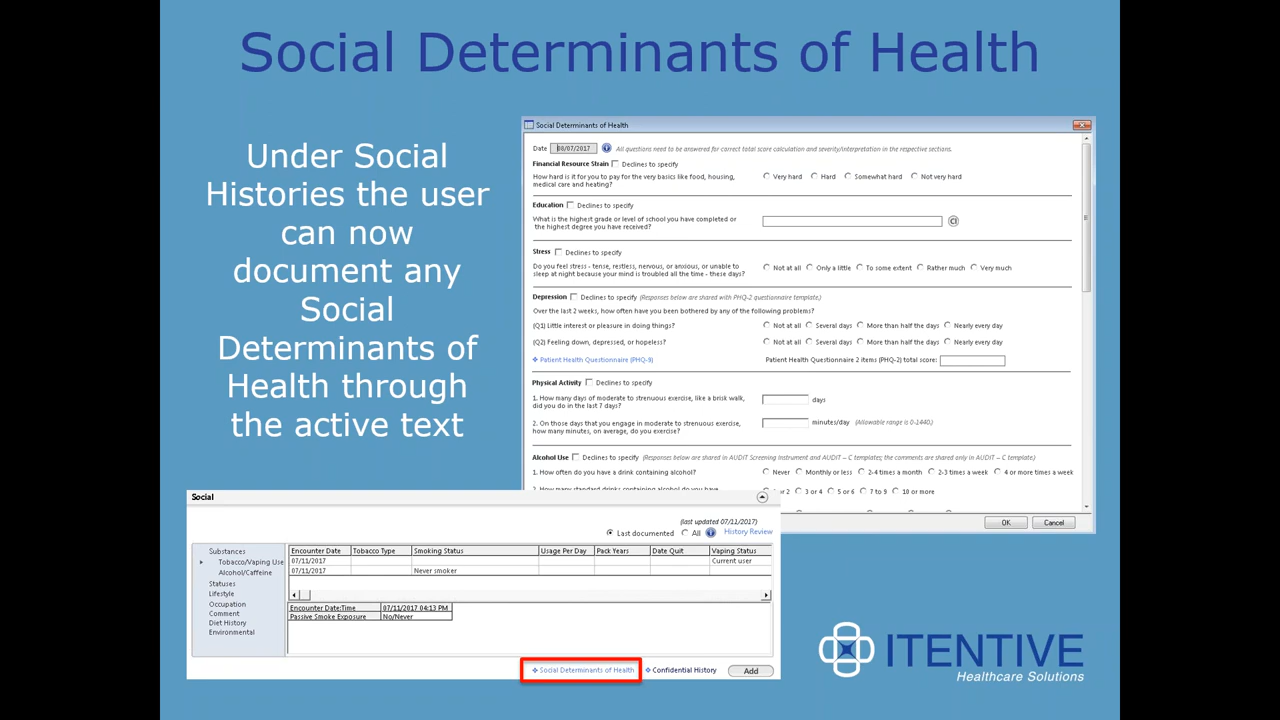 Social Determinants of Health
Under Social
Histories the user
can now
document any
Social
Determinants of
Health through
the active text
Social Determinants of Health
Date 08/07/2017 All questions need to be answered for correct total score calculation and severity/interpretation in the respective sections.
Financial Resource Strain Declines to specify
How hard is it for you to pay for the very basics like food, housing,
medical care and heating?
Very hard Hard Somewhat hard Not very hard
Education Declines to specify
What is the highest grade or level of school you have completed or
the highest degree you have received?
Stress Declines to specify
Do you feel stress - tense, restless, nervous, or anxious, or unable to
sleep at night because your mind is troubled all the time - these days?
Not at all Only a little To some extent Rather much Very much
Depression Declines to specify (Responses below are shared with PHQ-2 questionnaire template)
Over the last 2 weeks, how often have you been bothered by any of the following problems?
(Q1) Little interest or pleasure in doing things? Not at all Several days More than half the days Nearly every day
(Q2) Feeling down, depressed, or hopeless? Not at all Several days More than half the days Nearly every day
Patient Health Questionnaire (PHQ-9) Patient Health Questionnaire 2 items (PHQ-2) total score:
Physical Activity Declines to specify
1. How many days of moderate to strenuous exercise, like a brisk walk,
did you do in the last 7 days?
days
2. On those days that you engage in moderate to strenuous exercise,
how many minutes, on average, do you exercise?
minutes/day (Allowable range is 0-1440.)
Alcohol Use Declines to specify (Responses below are shared in AUDIT Screening Instrument and AUDIT – C templates; the comments are shared only in AUDIT – C template)
1. How often do you have a drink containing alcohol? Never Monthly or less 2-4 times a month 2-3 times a week 4 or more times a week
2. How many standard drinks containing alcohol do you have
or 2 3 or 4 5 or 6 7 to 9 10 or more
OK Cancel
Social
(last updated 07/11/2017)
Last documented All History Review
Substances
Tobacco/Vaping Use
Alcohol/Caffeine
Statuses
Lifestyle
Occupation
Comment
Diet History
Environmental
Encounter Date Tobacco Type Smoking Status Usage Per Day Pack Years Date Quit Vaping Status
07/11/2017 Current user
07/11/2017 Never smoker
Encounter Date:Time 07/11/2017 04:13 PM
Passive Smoke Exposure No/Never
Social Determinants of Health Confidential History Add
ITENTIVE
Healthcare Solutions